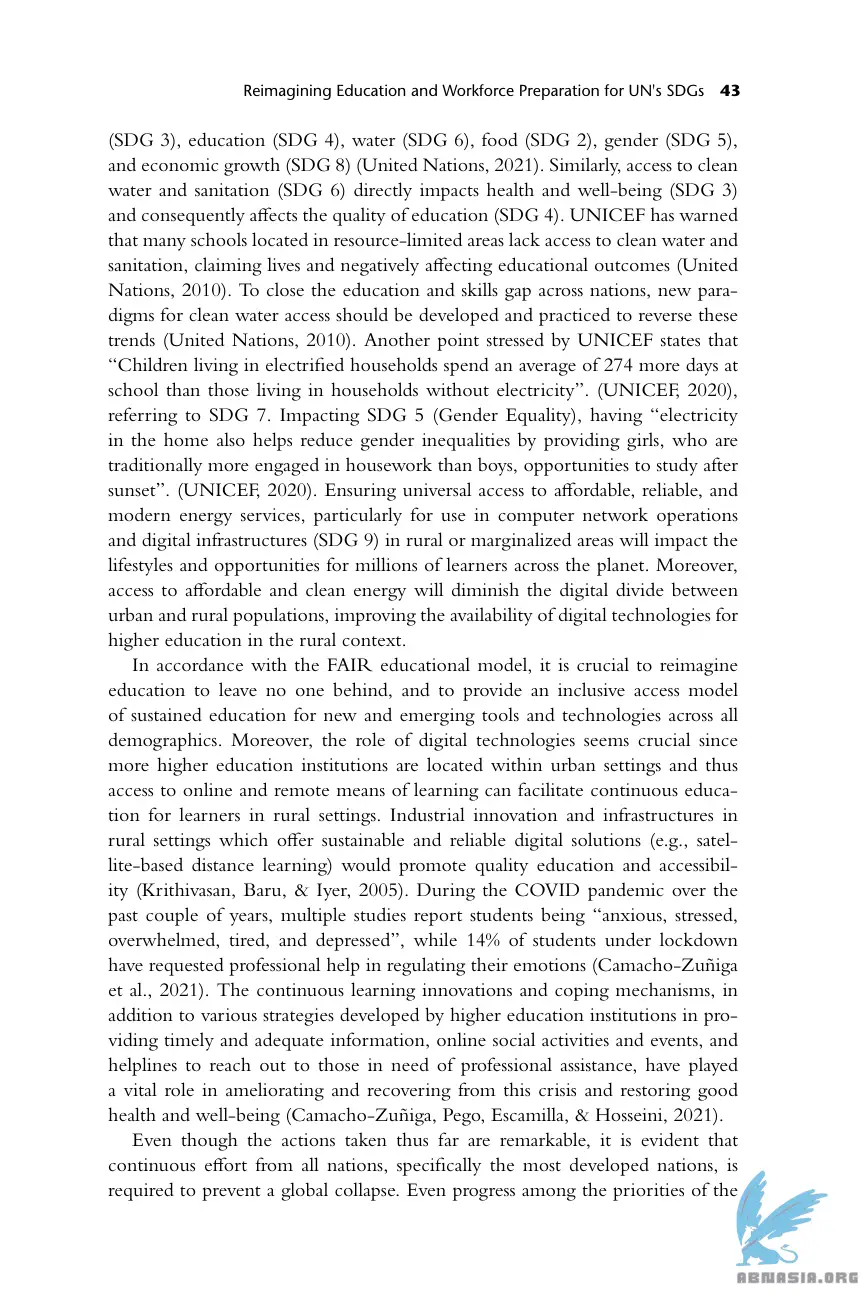 Reimagining Education and Workforce Preparation for UN's SDGs 43
(SDG 3), education (SDG 4), water (SDG 6), food (SDG 2), gender (SDG 5),
and economic growth (SDG 8) (United Nations, 2021). Similarly, access to clean
water and sanitation (SDG 6) directly impacts health and well-being (SDG 3)
and consequently affects the quality of education (SDG 4). UNICEF has warned
that many schools located in resource-limited areas lack access to clean water and
sanitation, claiming lives and negatively affecting educational outcomes (United
Nations, 2010). To close the education and skills gap across nations, new para-
digms for clean water access should be developed and practiced to reverse these
trends (United Nations, 2010). Another point stressed by UNICEF states that
“Children living in electrified households spend an average of 274 more days at
school than those living in households without electricity”. (UNICEF, 2020),
referring to SDG 7. Impacting SDG 5 (Gender Equality), having “electricity
in the home also helps reduce gender inequalities by providing girls, who are
traditionally more engaged in housework than boys, opportunities to study after
sunset”. (UNICEF, 2020). Ensuring universal access to affordable, reliable, and
modern energy services, particularly for use in computer network operations
and digital infrastructures (SDG 9) in rural or marginalized areas will impact the
lifestyles and opportunities for millions of learners across the planet. Moreover,
access to affordable and clean energy will diminish the digital divide between
urban and rural populations, improving the availability of digital technologies for
higher education in the rural context.
In accordance with the FAIR educational model, it is crucial to reimagine
education to leave no one behind, and to provide an inclusive access model
of sustained education for new and emerging tools and technologies across all
demographics. Moreover, the role of digital technologies seems crucial since
more higher education institutions are located within urban settings and thus
access to online and remote means of learning can facilitate continuous educa-
tion for learners in rural settings. Industrial innovation and infrastructures in
rural settings which offer sustainable and reliable digital solutions (e.g., satel-
lite-based distance learning) would promote quality education and accessibil-
ity (Krithivasan, Baru, & Iyer, 2005). During the COVID pandemic over the
past couple of years, multiple studies report students being “anxious, stressed,
overwhelmed, tired, and depressed”, while 14% of students under lockdown
have requested professional help in regulating their emotions (Camacho-Zuñiga
et al., 2021). The continuous learning innovations and coping mechanisms, in
addition to various strategies developed by higher education institutions in pro-
viding timely and adequate information, online social activities and events, and
helplines to reach out to those in need of professional assistance, have played
a vital role in ameliorating and recovering from this crisis and restoring good
health and well-being (Camacho-Zuñiga, Pego, Escamilla, & Hosseini, 2021).
Even though the actions taken thus far are remarkable, it is evident that
continuous effort from all nations, specifically the most developed nations, is
required to prevent a global collapse. Even progress among the priorities of the
ABNASIA.ORG